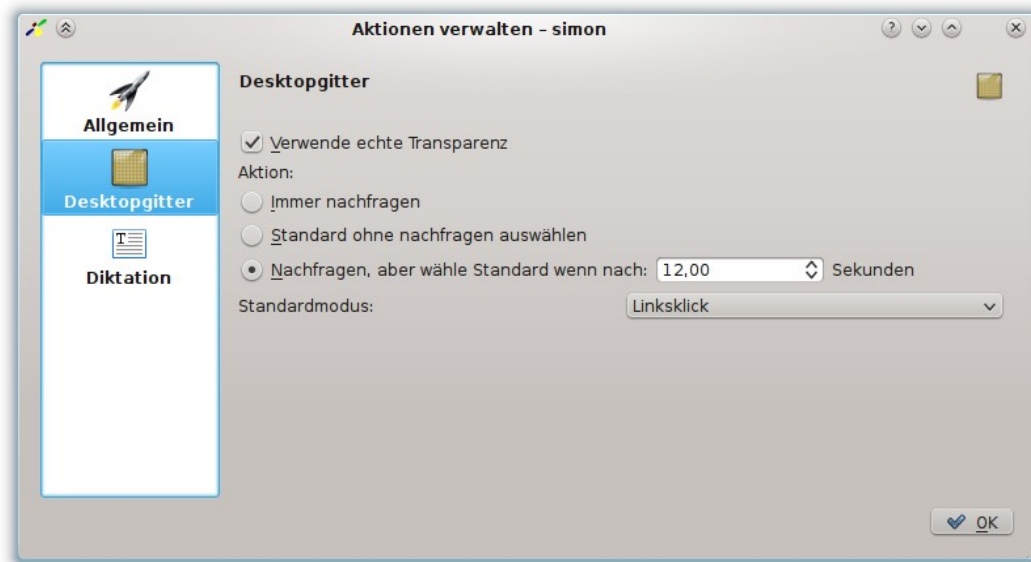 Aktionen verwalten – simon
Allgemein
Desktopgitter
Diktation
Desktopgitter
Verwende echte Transparenz
Aktion:
Immer nachfragen
Standard ohne nachfragen auswählen
Nachfragen, aber wähle Standard wenn nach: 12,00 Sekunden
Standardmodus: Linksklick
OK